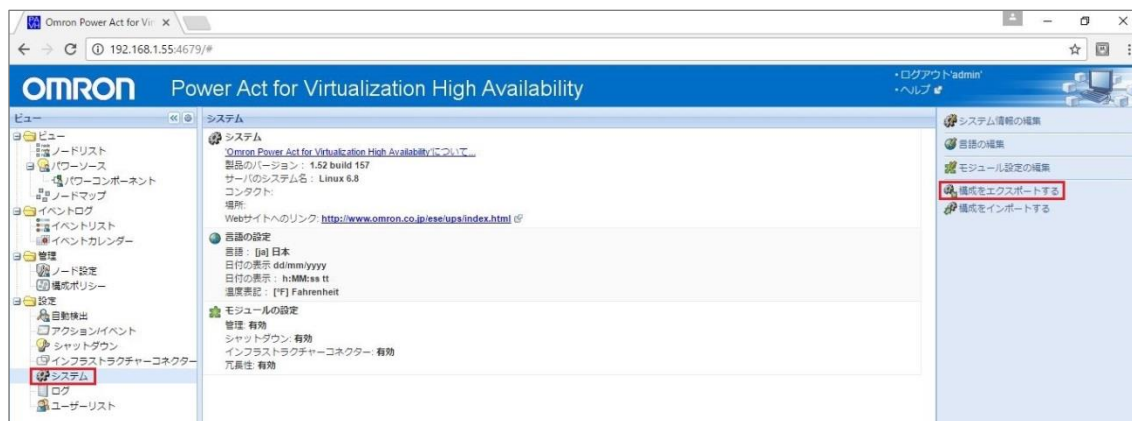 Omron Power Act for Vir
192.168.1.55:4679/#
OMRON Power Act for Virtualization High Availability
・ログアウト'admin'
・ヘルプ
ビュー
ビュー
ノードリスト
パワーソース
パワーコンポーネント
ノードマップ
イベントログ
イベントリスト
イベントカレンダー
管理
ノード設定
構成ポリシー
設定
自動検出
アクション/イベント
シャットダウン
インフラストラクチャーコネクター
システム
ログ
ユーザーリスト
システム
システム
'Omron Power Act for Virtualization High Availability'について...
製品のバージョン： 1.52 build 157
サーバのシステム名： Linux 6.8
コンタクト:
場所:
Webサイトへのリンク: http://www.omron.co.jp/ese/ups/index.html
言語の設定
言語： [ja] 日本
日付の表示 dd/mm/yyyy
日付の表示： h:MM:ss tt
温度表記： [°F] Fahrenheit
モジュールの設定
管理: 有効
シャットダウン: 有効
インフラストラクチャーコネクター: 有効
冗長性: 有効
システム情報の編集
言語の編集
モジュール設定の編集
構成をエクスポートする
構成をインポートする